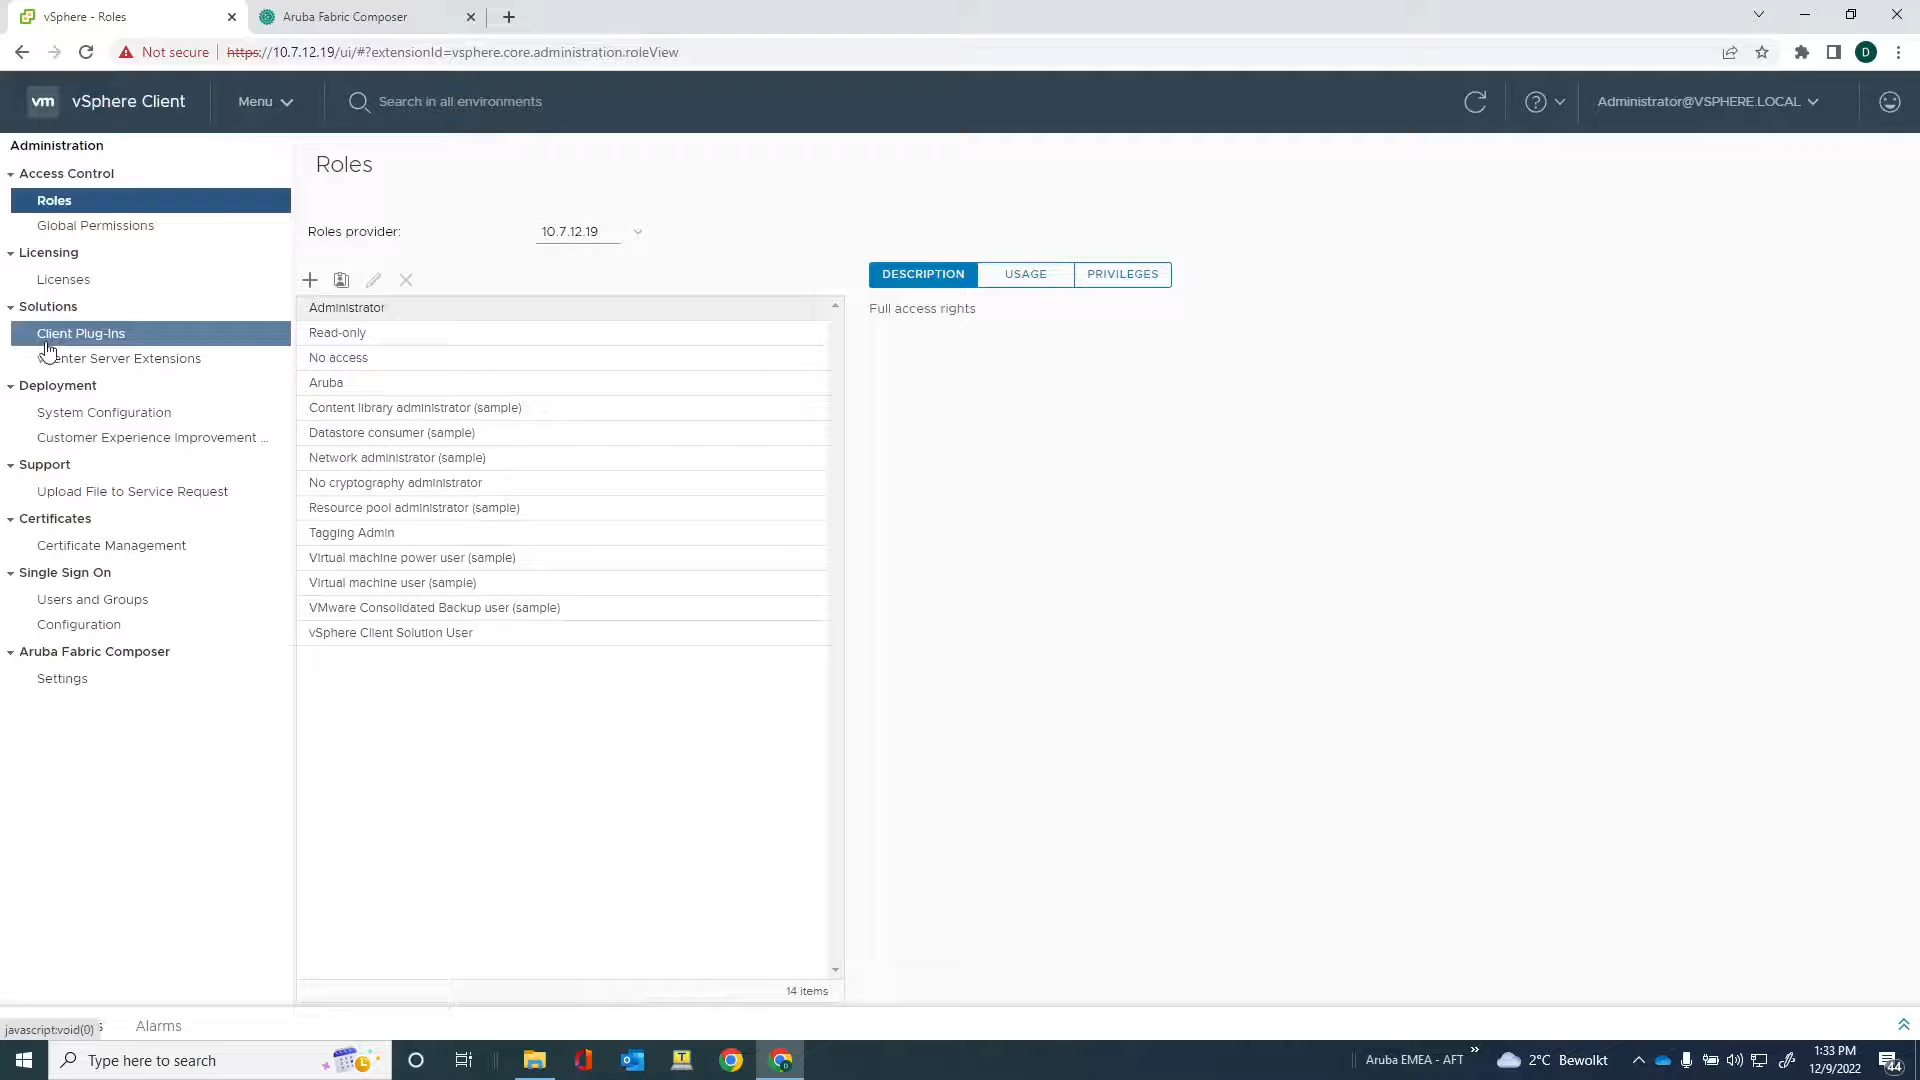 vSphere - Roles
Aruba Fabric Composer
Not secure
https://10.7.12.19/ui/#?extensionId=vsphere.core.administration.roleView
D
vm
vSphere Client
Menu
Search in all environments
Administrator@VSPHERE.LOCAL
Administration
Access Control
Roles
Global Permissions
Licensing
Licenses
Solutions
Client Plug-Ins
enter Server Extensions
Deployment
System Configuration
Customer Experience Improvement ...
Support
Upload File to Service Request
Certificates
Certificate Management
Single Sign On
Users and Groups
Configuration
Aruba Fabric Composer
Settings
Roles
Roles provider:
10.7.12.19
Administrator
Read-only
No access
Aruba
Content library administrator (sample)
Datastore consumer (sample)
Network administrator (sample)
No cryptography administrator
Resource pool administrator (sample)
Tagging Admin
Virtual machine power user (sample)
Virtual machine user (sample)
VMware Consolidated Backup user (sample)
vSphere Client Solution User
14 items
DESCRIPTION
USAGE
PRIVILEGES
Full access rights
javascript:void(0)
s
Alarms
Type here to search
Aruba EMEA - AFT
2°C Bewolkt
1:33 PM
12/9/2022
44